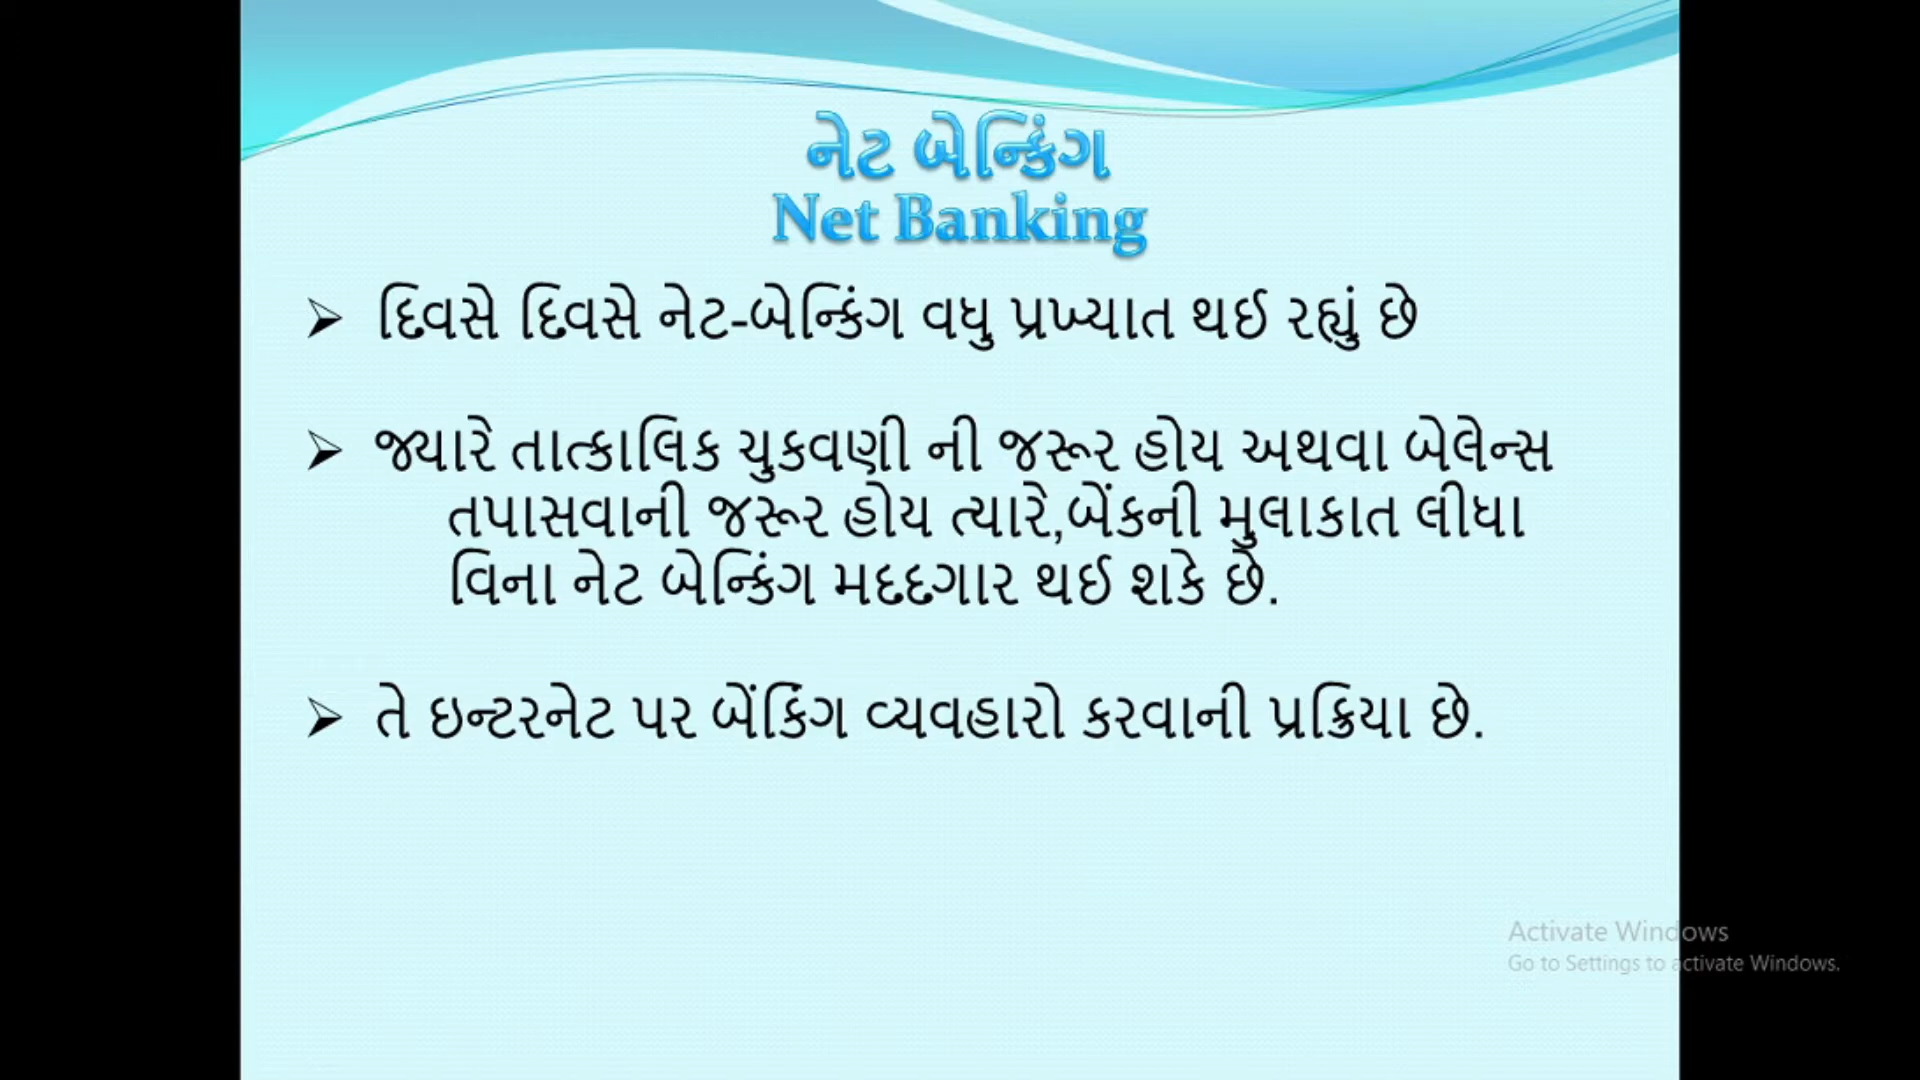 નેટ બેન્કિંગ
Net Banking
➢ દિવસે દિવસે નેટ-બેન્કિંગ વધુ પ્રખ્યાત થઈ રહ્યું છે
➢ જ્યારે તાત્કાલિક ચુકવણી ની જરૂર હોય અથવા બેલેન્સ
તપાસવાની જરૂર હોય ત્યારે,બેંકની મુલાકાત લીધા
વિના નેટ બેન્કિંગ મદદગાર થઈ શકે છે.
➢ તે ઇન્ટરનેટ પર બેંકિંગ વ્યવહારો કરવાની પ્રક્રિયા છે.
Activate Windows
Go to Settings to activate Windows.